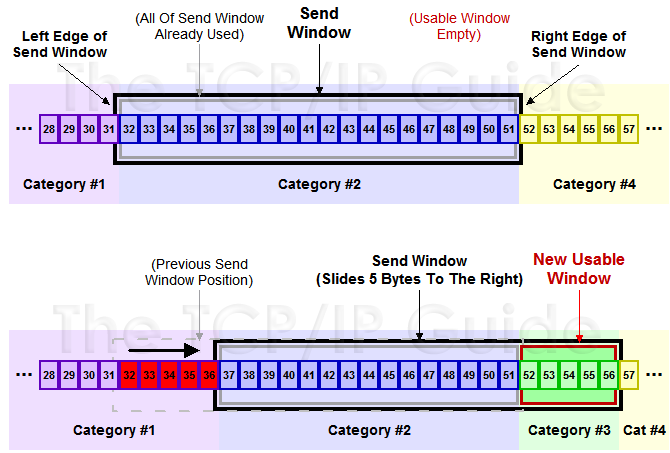 (All Of Send Window
Already Used)
Send
Window
(Usable Window
Empty)
Left Edge of
Send Window
Right Edge of
Send Window
The TCP/IP Guide
... 28 29 30 31 32 33 34 35 36 37 38 39 40 41 42 43 44 45 46 47 48 49 50 51 52 53 54 55 56 57 ...
Category #1
Category #2
Category #4
(Previous Send
Window Position)
Send Window
(Slides 5 Bytes To The Right)
New Usable
Window
The TCP/IP Guide
... 28 29 30 31 32 33 34 35 36 37 38 39 40 41 42 43 44 45 46 47 48 49 50 51 52 53 54 55 56 57 ...
Category #1
Category #2
Category #3
Cat #4